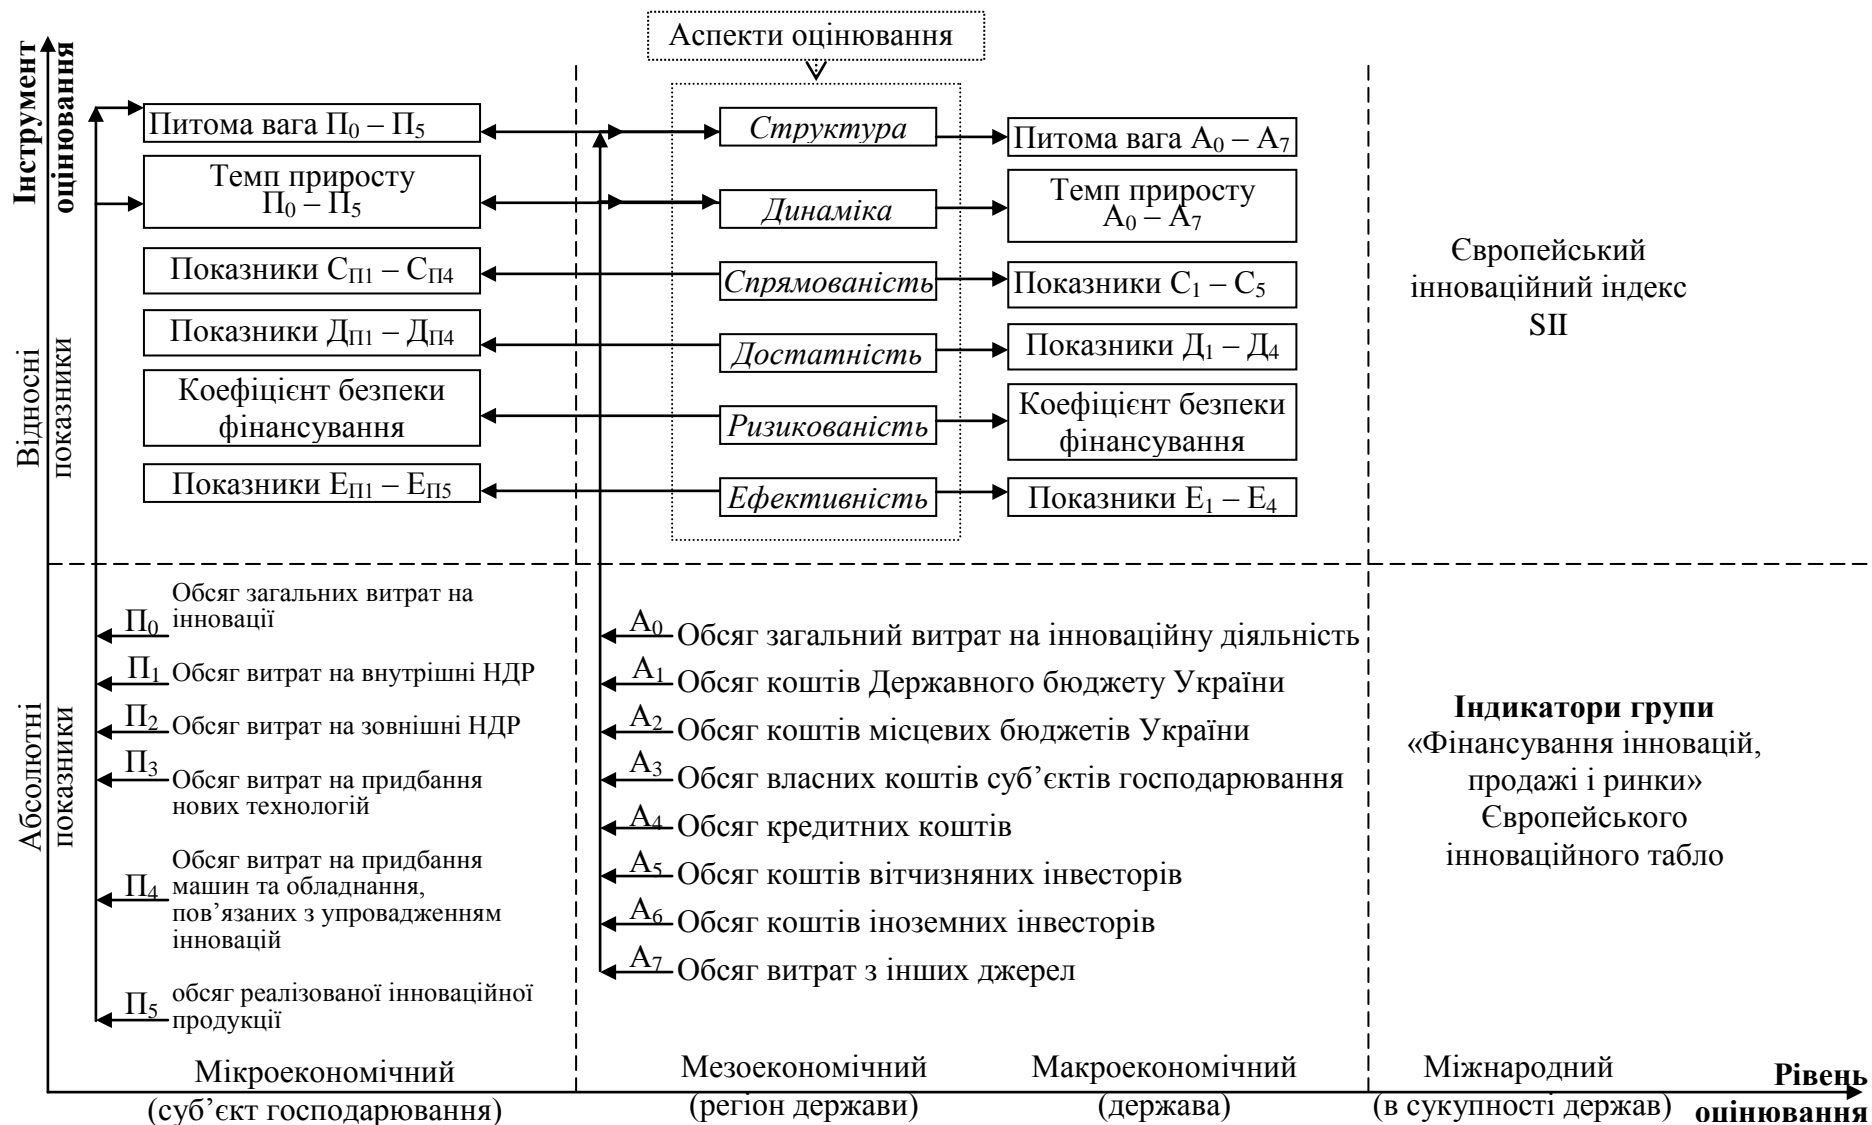 Інструмент
оцінювання
Аспекти оцінювання
Питома вага П₀ – П₅
Структура
Питома вага А₀ – А₇
Темп приросту
П₀ – П₅
Динаміка
Темп приросту
А₀ – А₇
Показники С_П1 – С_П4
Спрямованість
Показники С₁ – С₅
Показники Д_П1 – Д_П4
Достатність
Показники Д₁ – Д₄
Коефіцієнт безпеки
фінансування
Ризикованість
Коефіцієнт безпеки
фінансування
Показники Е_П1 – Е_П5
Ефективність
Показники Е₁ – Е₄
Європейський
інноваційний індекс
SII
Відносні
показники
Абсолютні
показники
П₀ Обсяг загальних витрат на
інновації
П₁ Обсяг витрат на внутрішні НДР
П₂ Обсяг витрат на зовнішні НДР
П₃ Обсяг витрат на придбання
нових технологій
П₄ Обсяг витрат на придбання
машин та обладнання,
пов’язаних з упровадженням
інновацій
П₅ обсяг реалізованої інноваційної
продукції
А₀ Обсяг загальний витрат на інноваційну діяльність
А₁ Обсяг коштів Державного бюджету України
А₂ Обсяг коштів місцевих бюджетів України
А₃ Обсяг власних коштів суб’єктів господарювання
А₄ Обсяг кредитних коштів
А₅ Обсяг коштів вітчизняних інвесторів
А₆ Обсяг коштів іноземних інвесторів
А₇ Обсяг витрат з інших джерел
Індикатори групи
«Фінансування інновацій,
продажі і ринки»
Європейського
інноваційного табло
Мікроекономічний
(суб’єкт господарювання)
Мезоекономічний
(регіон держави)
Макроекономічний
(держава)
Міжнародний
(в сукупності держав)
Рівень
оцінювання